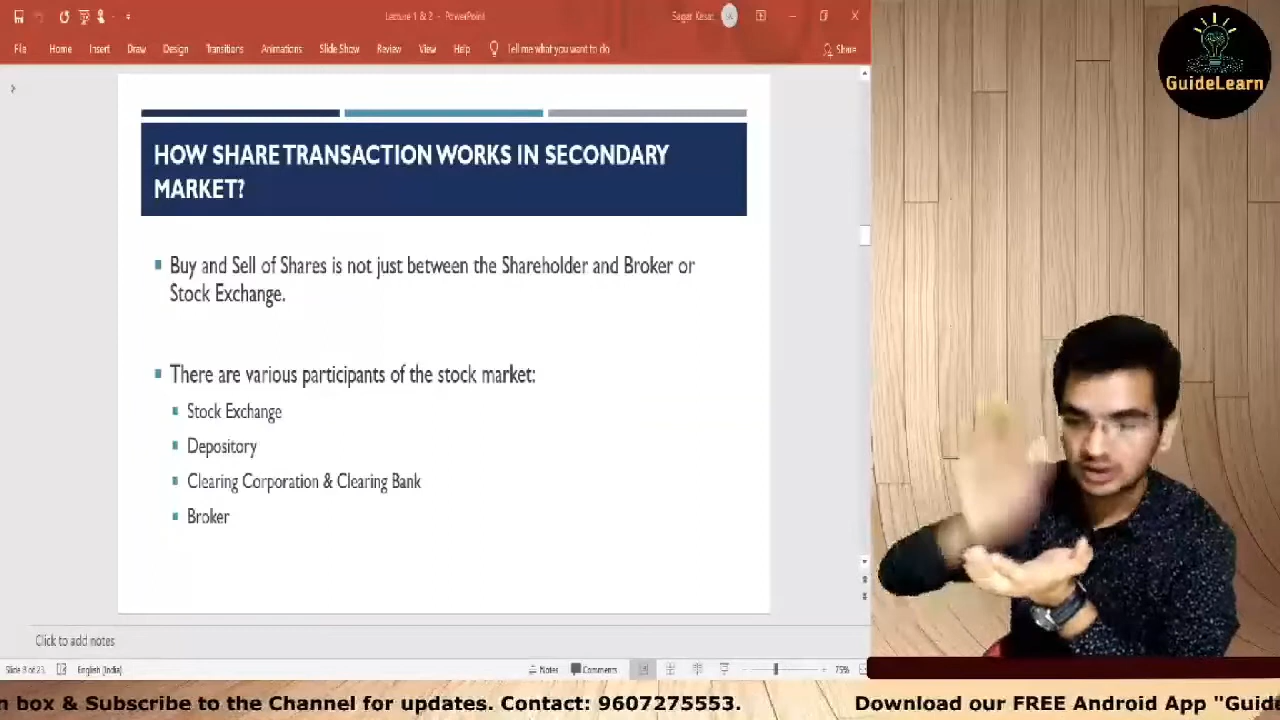 Lecture 1 & 2 - PowerPoint
Sagar Kesar
File Home Insert Draw Design Transitions Animations Slide Show Review View Help Tell me what you want to do Share
GuideLearn
HOW SHARE TRANSACTION WORKS IN SECONDARY
MARKET?
Buy and Sell of Shares is not just between the Shareholder and Broker or
Stock Exchange.
There are various participants of the stock market:
Stock Exchange
Depository
Clearing Corporation & Clearing Bank
Broker
Click to add notes
English (India) Notes Comments 75%
n box & Subscribe to the Channel for updates. Contact: 9607275553. Download our FREE Android App "Guid